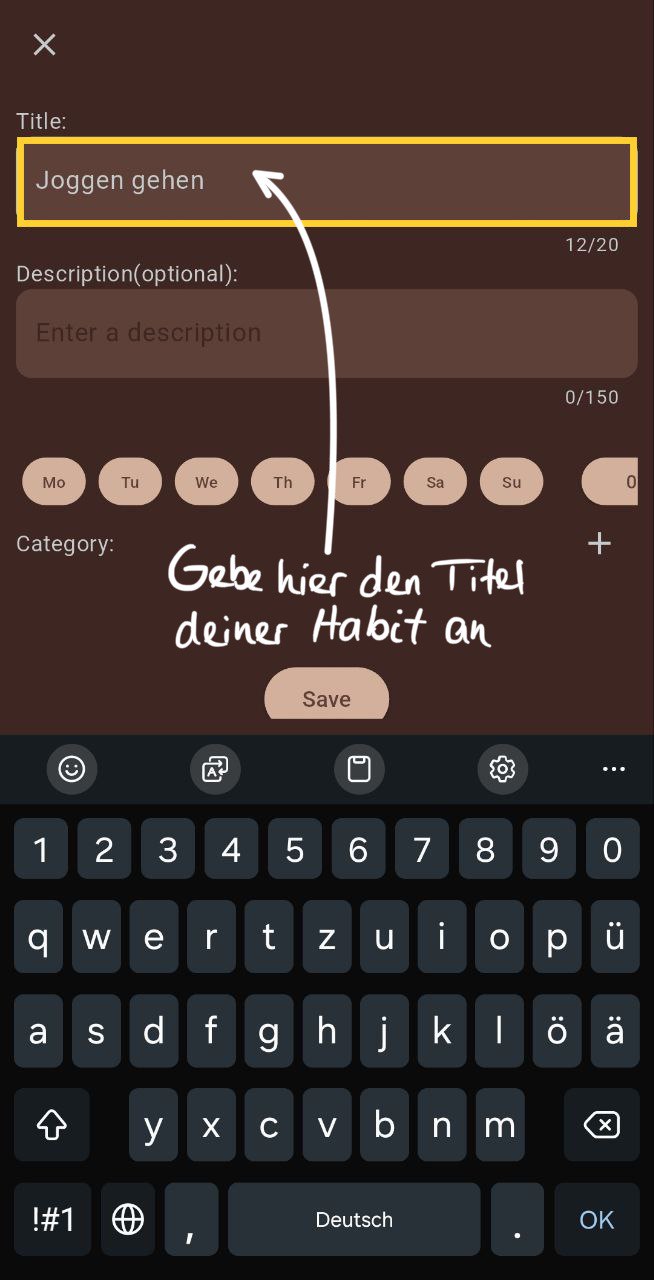 Title:
Joggen gehen
12/20
Description(optional):
Enter a description
0/150
Mo Tu We Th Fr Sa Su 0
Category: +
Gebe hier den Titel
deiner Habit an
Save
1 2 3 4 5 6 7 8 9 0
q w e r t z u i o p ü
a s d f g h j k l ö ä
y x c v b n m
!#1 , Deutsch . OK